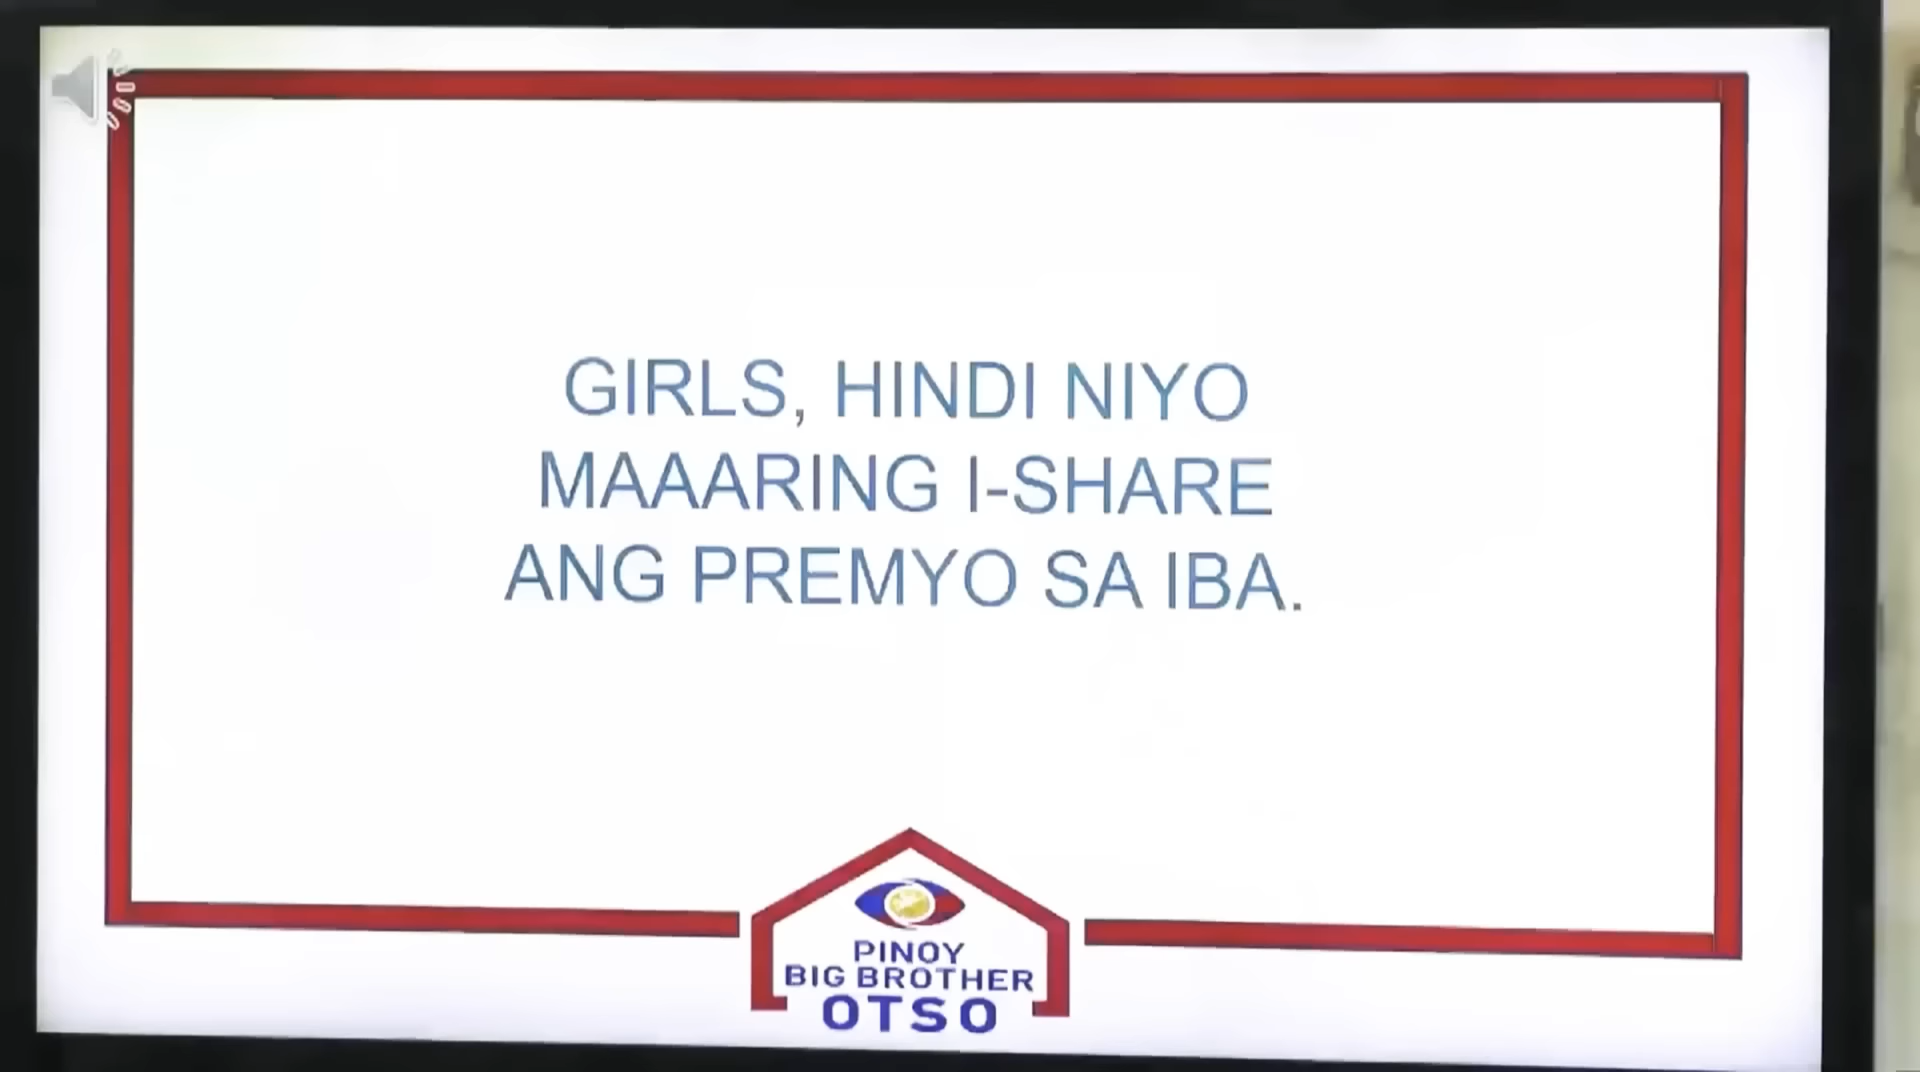 GIRLS, HINDI NIYO
MAAARING I-SHARE
ANG PREMYO SA IBA.
PINOY
BIG BROTHER
OTSO